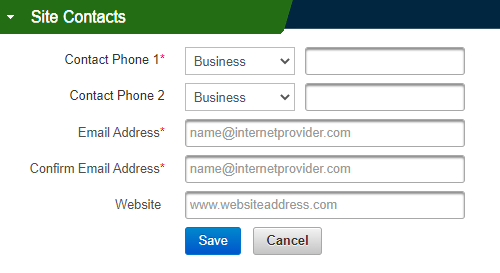 Site Contacts
Contact Phone 1* Business
Contact Phone 2 Business
Email Address* name@internetprovider.com
Confirm Email Address* name@internetprovider.com
Website www.websiteaddress.com
Save Cancel